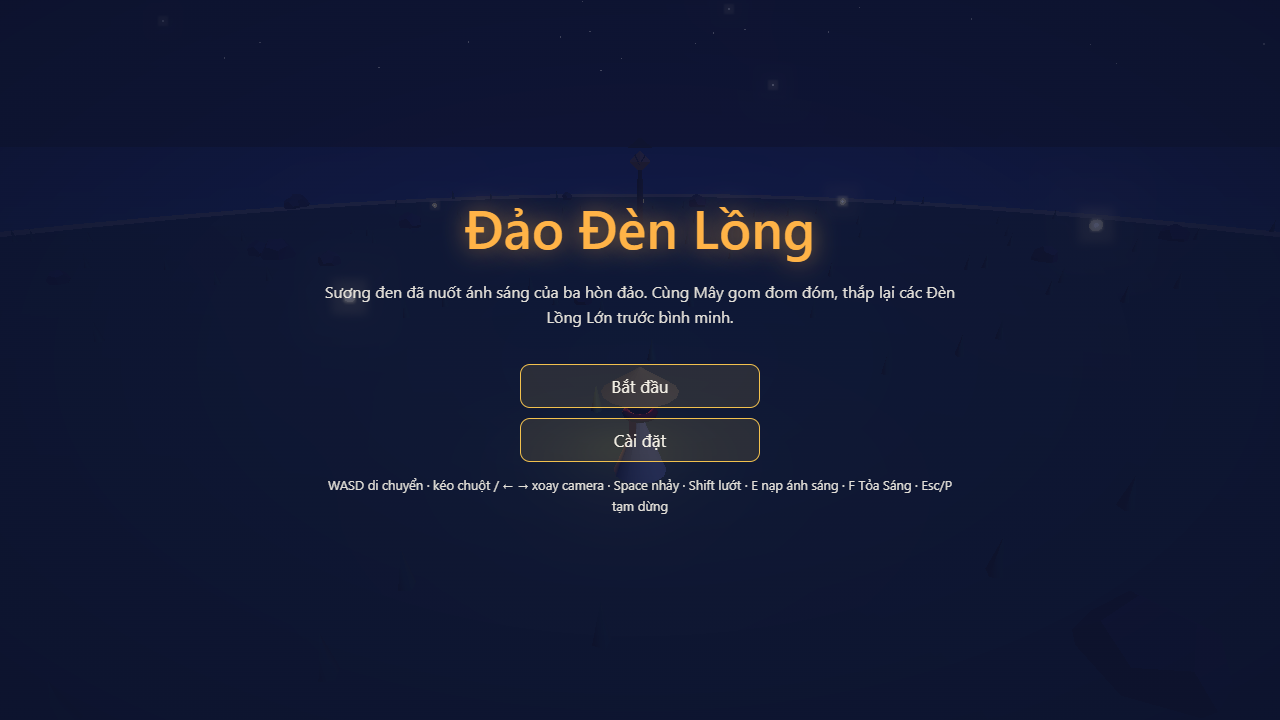 Đảo Đèn Lồng
Sương đen đã nuốt ánh sáng của ba hòn đảo. Cùng Mây gom đom đóm, thắp lại các Đèn
Lồng Lớn trước bình minh.
Bắt đầu
Cài đặt
WASD di chuyển · kéo chuột / ← → xoay camera · Space nhảy · Shift lướt · E nạp ánh sáng · F Tỏa Sáng · Esc/P
tạm dừng